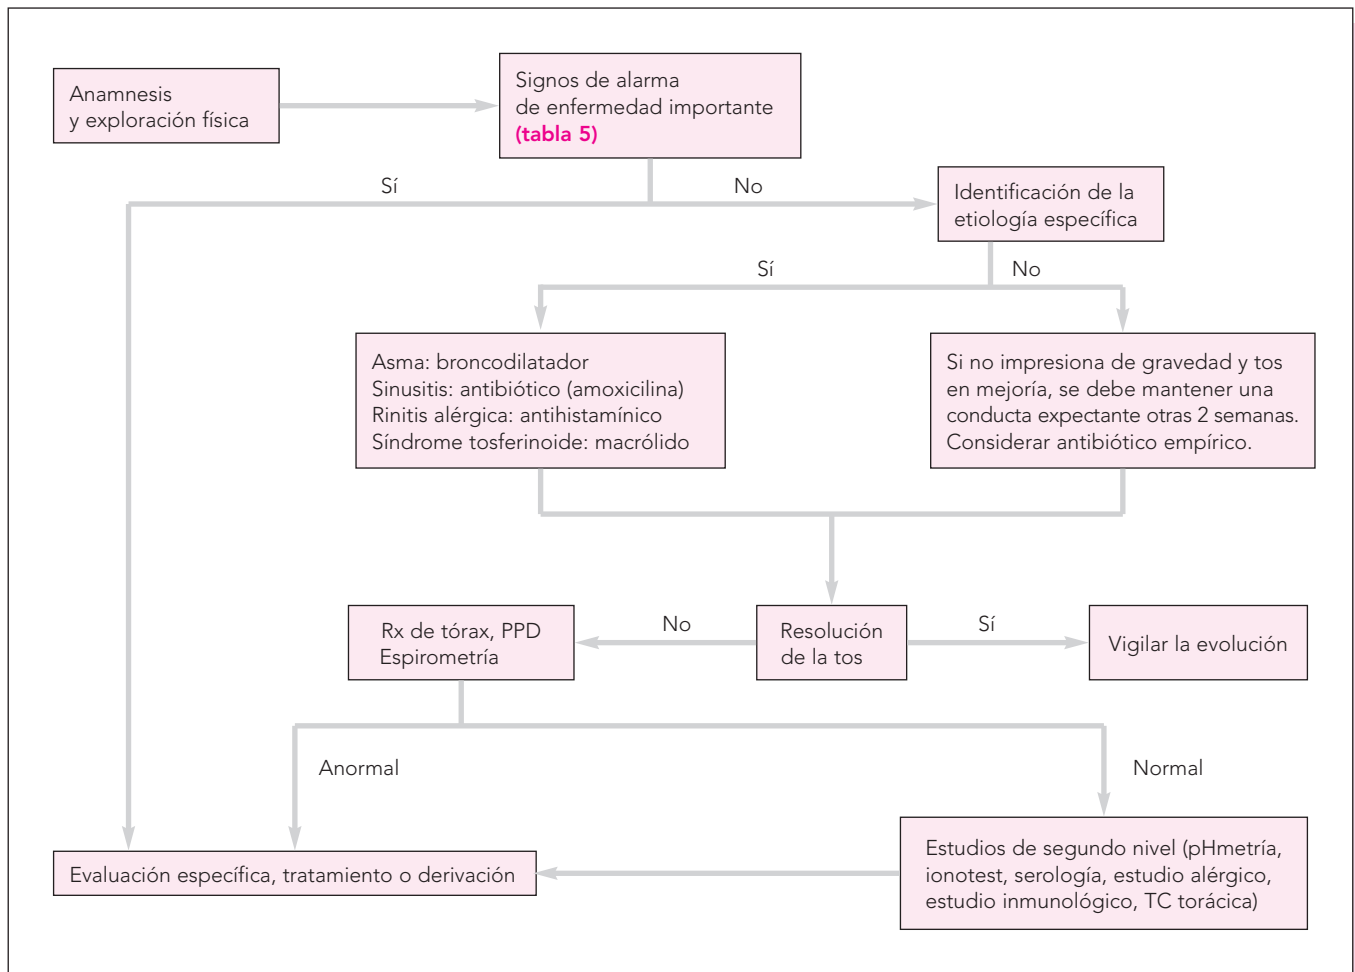 Anamnesis
y exploración física
Signos de alarma
de enfermedad importante
(tabla 5)
Sí
No
Identificación de la
etiología específica
Sí
No
Asma: broncodilatador
Sinusitis: antibiótico (amoxicilina)
Rinitis alérgica: antihistamínico
Síndrome tosferinoide: macrólido
Si no impresiona de gravedad y tos
en mejoría, se debe mantener una
conducta expectante otras 2 semanas.
Considerar antibiótico empírico.
Rx de tórax, PPD
Espirometría
No
Resolución
de la tos
Sí
Vigilar la evolución
Anormal
Normal
Evaluación específica, tratamiento o derivación
Estudios de segundo nivel (pHmetría,
ionotest, serología, estudio alérgico,
estudio inmunológico, TC torácica)